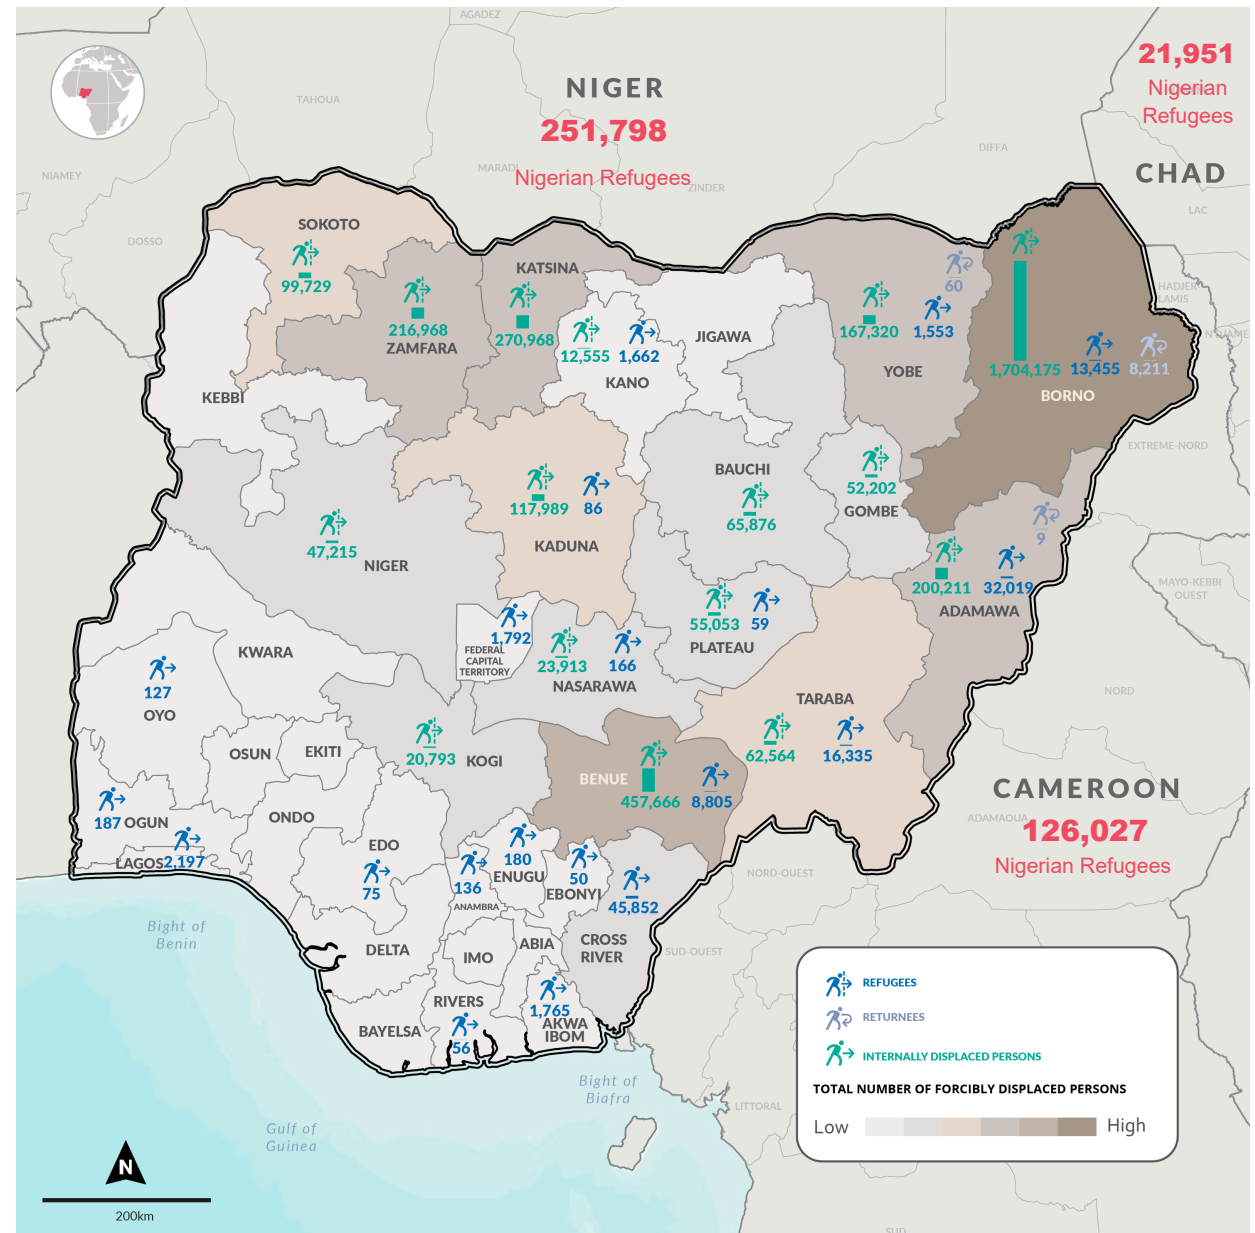 AGADEZ
21,951
Nigerian
Refugees
NIGER
251,798
Nigerian Refugees
TAHOUA
MARADI
ZINDER
DIFFA
NIAMEY
DOSSO
CHAD
LAC
HADJER
LAMIS
SOKOTO
99,729
KATSINA
270,968
216,968
ZAMFARA
12,555
1,662
KANO
JIGAWA
60
167,320
1,553
YOBE
1,704,175
13,455
8,211
BORNO
KEBBI
EXTREME-NORD
BAUCHI
65,876
52,202
GOMBE
117,989
86
KADUNA
47,215
NIGER
9
200,211
32,019
ADAMAWA
MAYO-KEBBI
OUEST
1,792
FEDERAL
CAPITAL
TERRITORY
55,053
59
PLATEAU
23,913
166
NASARAWA
KWARA
127
OYO
NORD
TARABA
62,564
16,335
20,793
KOGI
OSUN
EKITI
BENUE
457,666
8,805
CAMEROON
ADAMAOUA
126,027
Nigerian Refugees
187
OGUN
ONDO
LAGOS
2,197
EDO
75
136
ANAMBRA
180
ENUGU
50
EBONYI
45,852
CROSS
RIVER
NORD-OUEST
SUD-OUEST
Bight of
Benin
DELTA
IMO
ABIA
RIVERS
56
1,765
AKWA
IBOM
BAYELSA
Bight of
Biafra
LITTORAL
Gulf of
Guinea
REFUGEES
RETURNEES
INTERNALLY DISPLACED PERSONS
TOTAL NUMBER OF FORCIBLY DISPLACED PERSONS
Low
High
N
200km
SUD